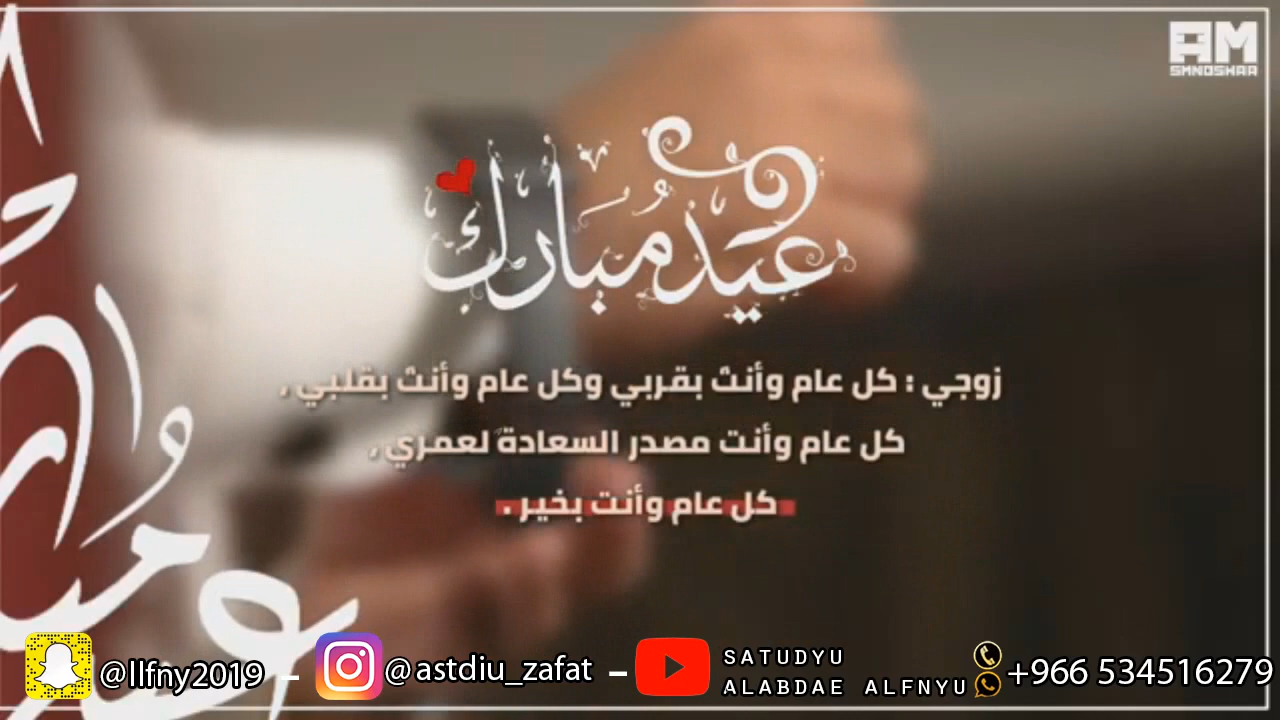 AM
SMNOSHAA
عيد مبارك
زوجي : كل عام وأنت بقربي وكل عام وأنت بقلبي ,
كل عام وأنت مصدر السعادة لعمري ,
كل عام وأنت بخير .
@llfny2019 – @astdiu_zafat – SATUDYU
ALABDAE ALFNYU
+966 534516279